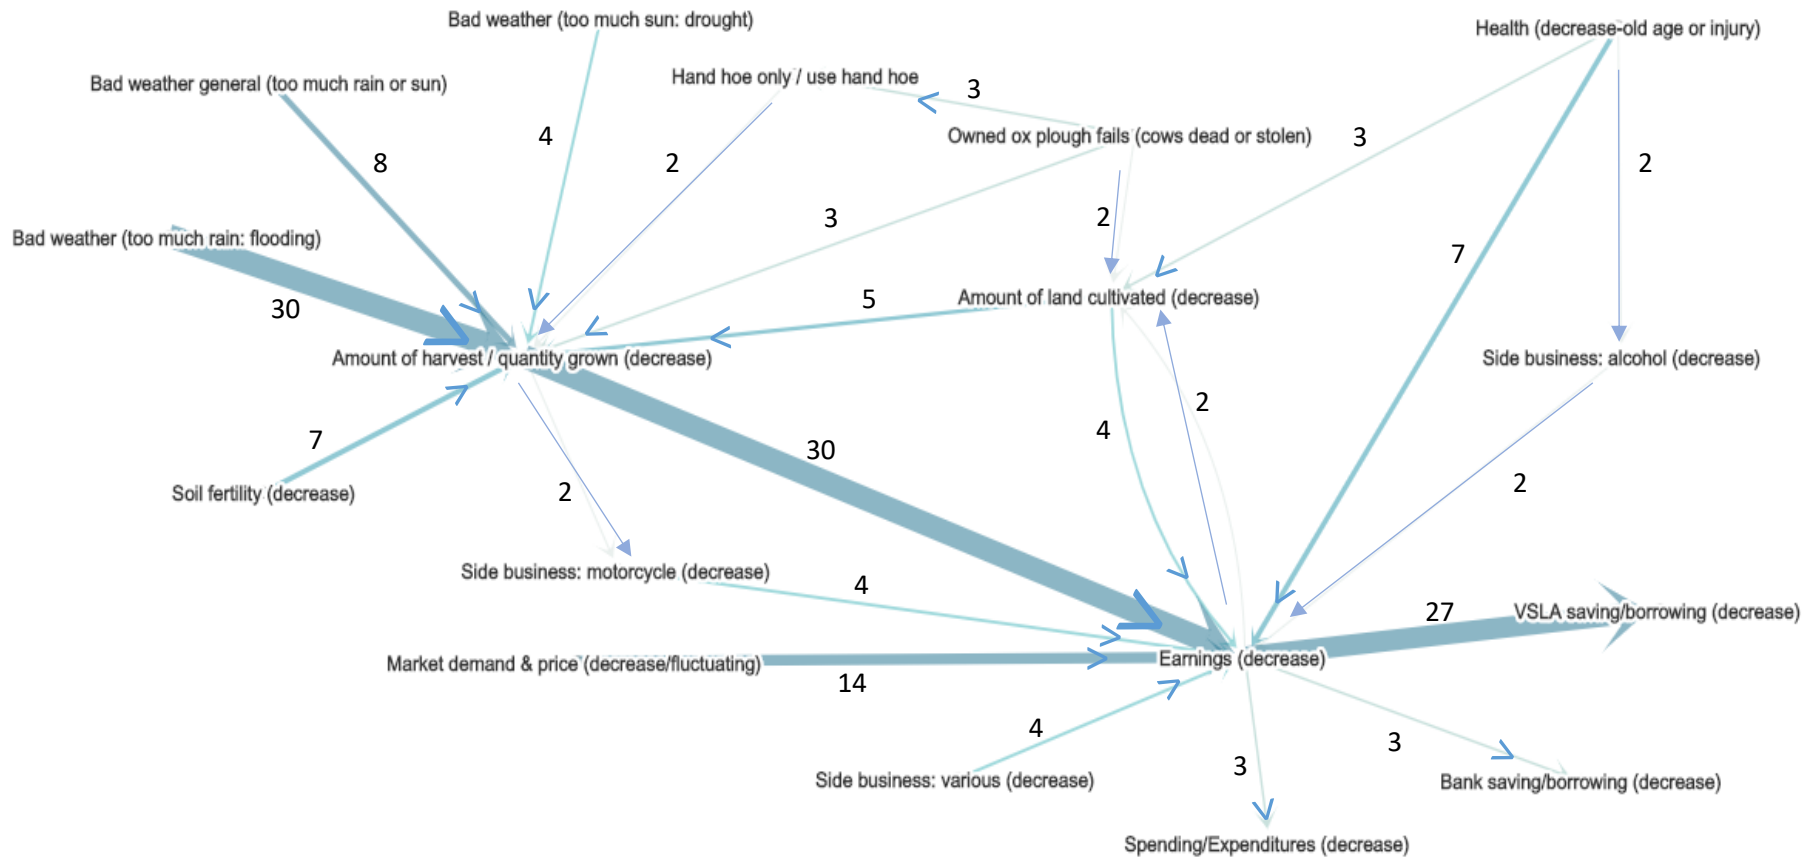 Bad weather (too much sun: drought)
Health (decrease-old age or injury)
Bad weather general (too much rain or sun)
Hand hoe only / use hand hoe
3
Owned ox plough fails (cows dead or stolen)
4
3
8
2
2
3
2
Bad weather (too much rain: flooding)
7
30
5
Amount of land cultivated (decrease)
Amount of harvest / quantity grown (decrease)
Side business: alcohol (decrease)
2
4
7
30
2
2
Soil fertility (decrease)
Side business: motorcycle (decrease)
4
27
VSLA saving/borrowing (decrease)
Market demand & price (decrease/fluctuating)
Earnings (decrease)
14
4
3
3
Side business: various (decrease)
Bank saving/borrowing (decrease)
Spending/Expenditures (decrease)